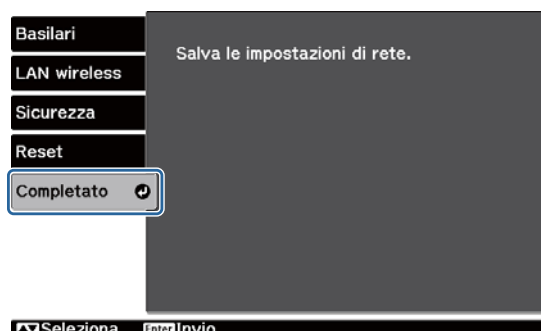 Basilari
Salva le impostazioni di rete.
LAN wireless
Sicurezza
Reset
Completato
Seleziona Enter Invio